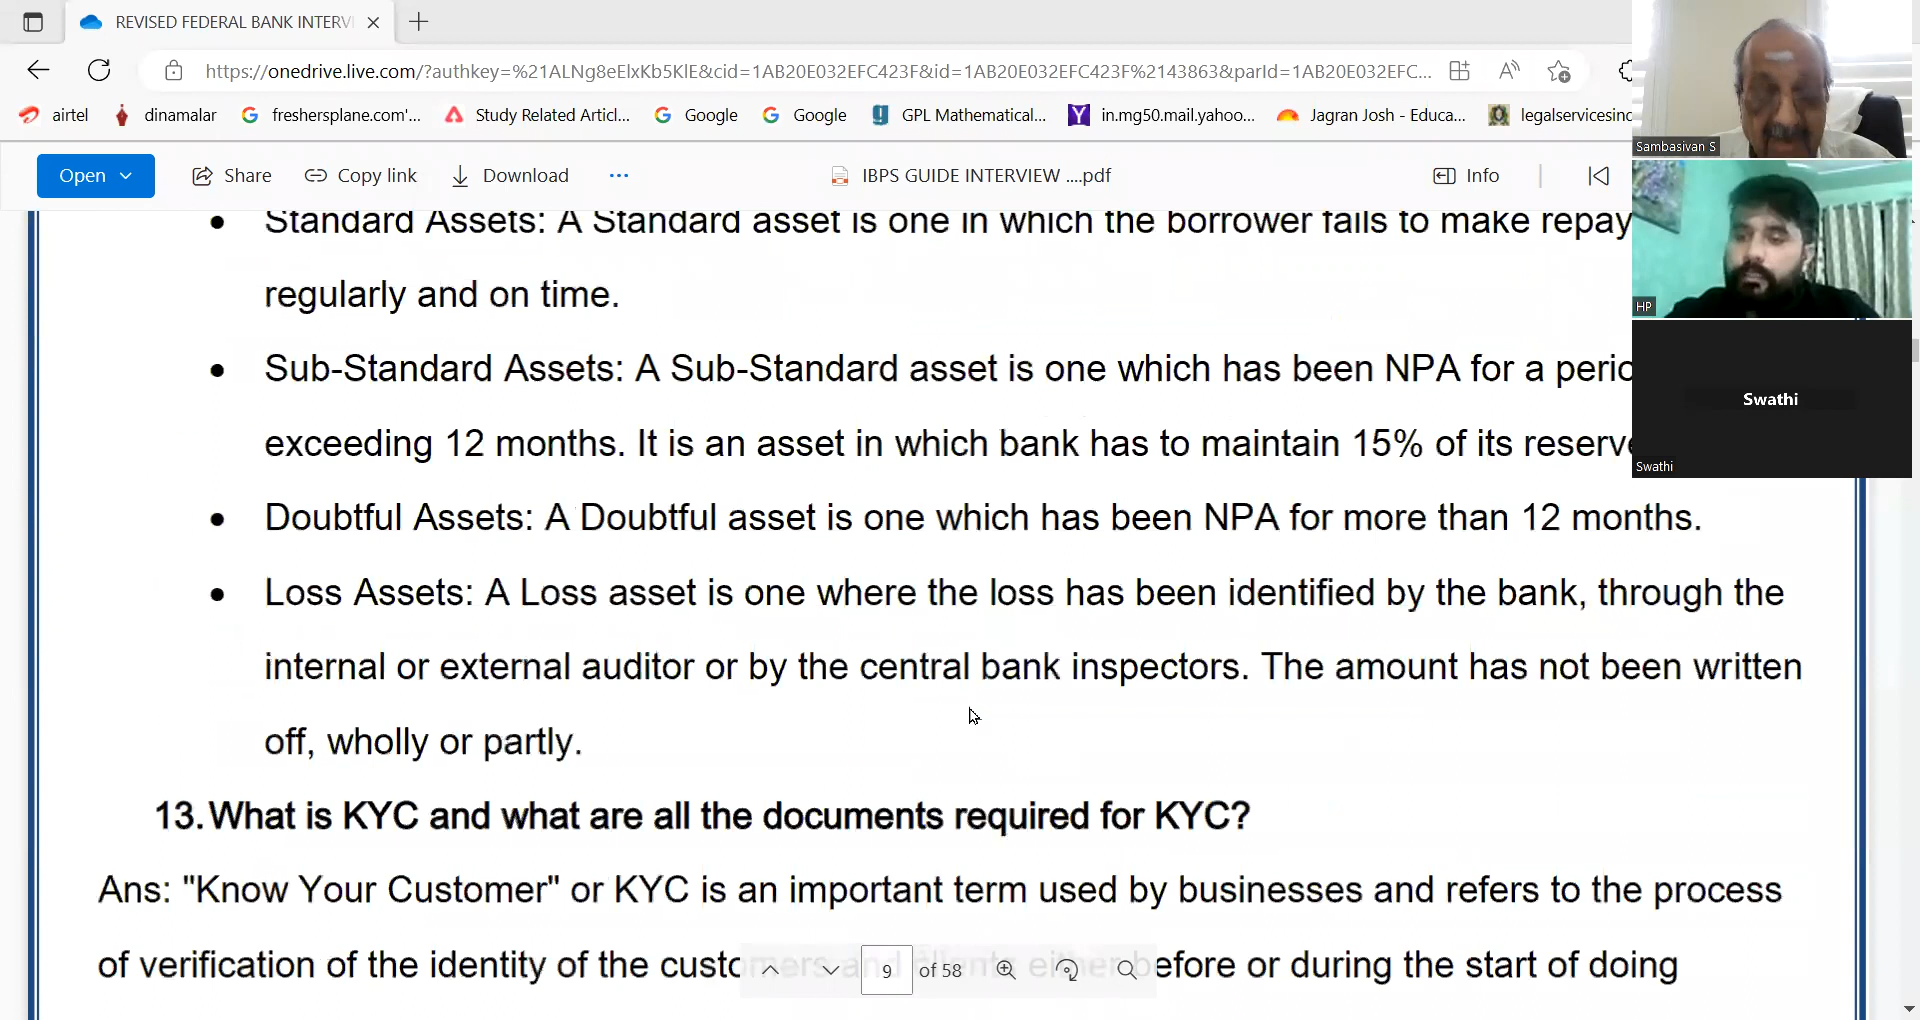 REVISED FEDERAL BANK INTERV
https://onedrive.live.com/?authkey=%21ALNg8eElxKb5KlE&cid=1AB20E032EFC423F&id=1AB20E032EFC423F%2143863&parId=1AB20E032EFC...
airtel dinamalar freshersplane.com'... Study Related Articl... Google Google GPL Mathematical... in.mg50.mail.yahoo... Jagran Josh - Educa... legalservicesind
Open Share Copy link Download ... IBPS GUIDE INTERVIEW ....pdf Info
Sambasivan S
HP
Swathi
Swathi
Standard Assets: A Standard asset is one in which the borrower fails to make repay
regularly and on time.
Sub-Standard Assets: A Sub-Standard asset is one which has been NPA for a perio
exceeding 12 months. It is an asset in which bank has to maintain 15% of its reserve
Doubtful Assets: A Doubtful asset is one which has been NPA for more than 12 months.
Loss Assets: A Loss asset is one where the loss has been identified by the bank, through the
internal or external auditor or by the central bank inspectors. The amount has not been written
off, wholly or partly.
13. What is KYC and what are all the documents required for KYC?
Ans: "Know Your Customer" or KYC is an important term used by businesses and refers to the process
of verification of the identity of the customers and clients either before or during the start of doing
9 of 58